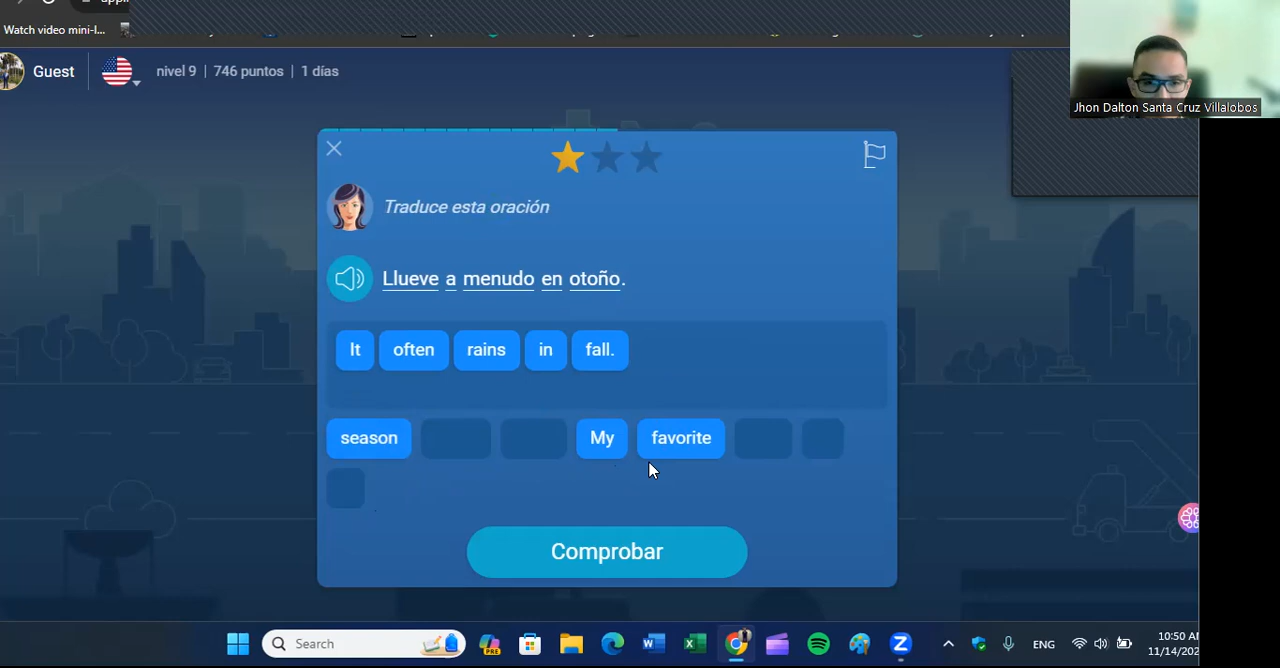 Watch video mini-l...
Guest
nivel 9 | 746 puntos | 1 días
Jhon Dalton Santa Cruz Villalobos
Traduce esta oración
Llueve a menudo en otoño.
It often rains in fall.
season My favorite
Comprobar
Search
PRE
ENG
10:50
11/14/202